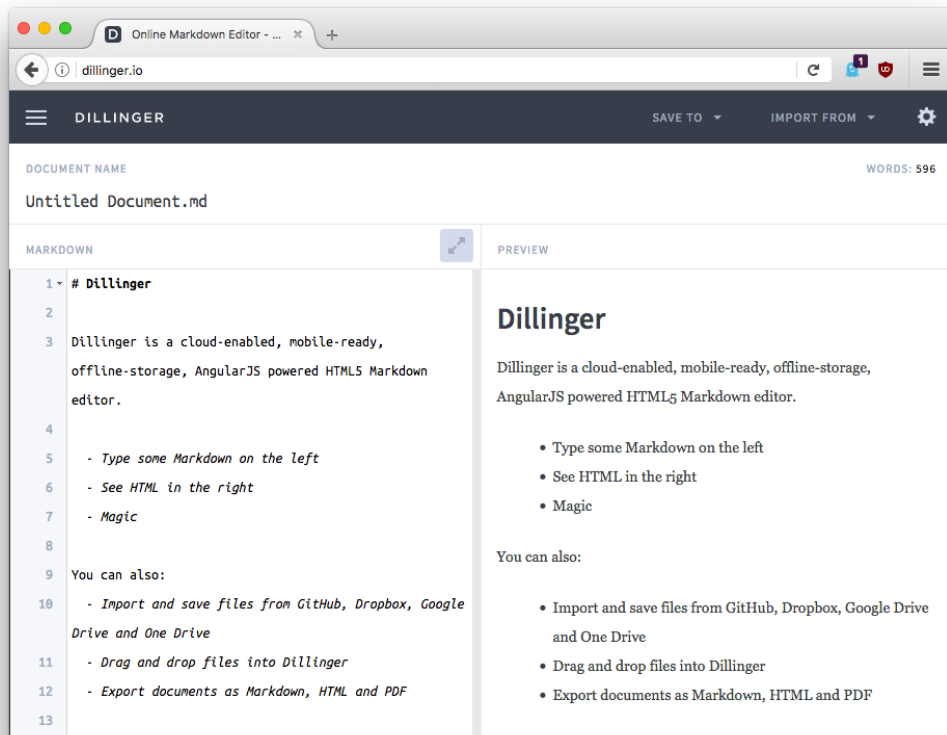 Online Markdown Editor - ...
dillinger.io
1
DILLINGER
SAVE TO
IMPORT FROM
DOCUMENT NAME
WORDS: 596
Untitled Document.md
MARKDOWN
PREVIEW
1 # Dillinger
2
3 Dillinger is a cloud-enabled, mobile-ready,
offline-storage, AngularJS powered HTML5 Markdown
editor.
4
5 - Type some Markdown on the left
6 - See HTML in the right
7 - Magic
8
9 You can also:
10 - Import and save files from GitHub, Dropbox, Google
Drive and One Drive
11 - Drag and drop files into Dillinger
12 - Export documents as Markdown, HTML and PDF
13
Dillinger
Dillinger is a cloud-enabled, mobile-ready, offline-storage,
AngularJS powered HTML5 Markdown editor.
• Type some Markdown on the left
• See HTML in the right
• Magic
You can also:
• Import and save files from GitHub, Dropbox, Google Drive
and One Drive
• Drag and drop files into Dillinger
• Export documents as Markdown, HTML and PDF